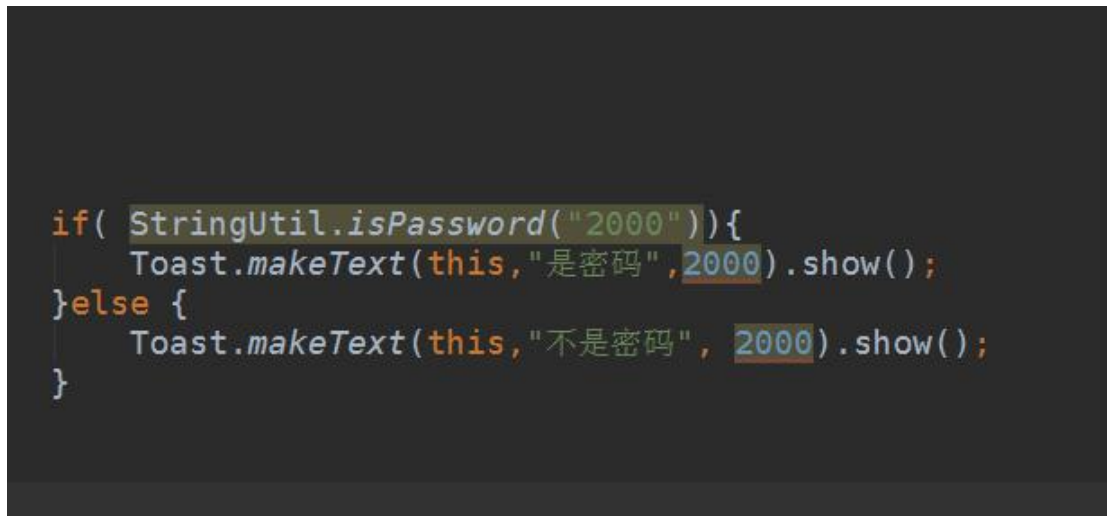 if( StringUtil.isPassword("2000")){
Toast.makeText(this,"是密码",2000).show();
}else {
Toast.makeText(this,"不是密码", 2000).show();
}